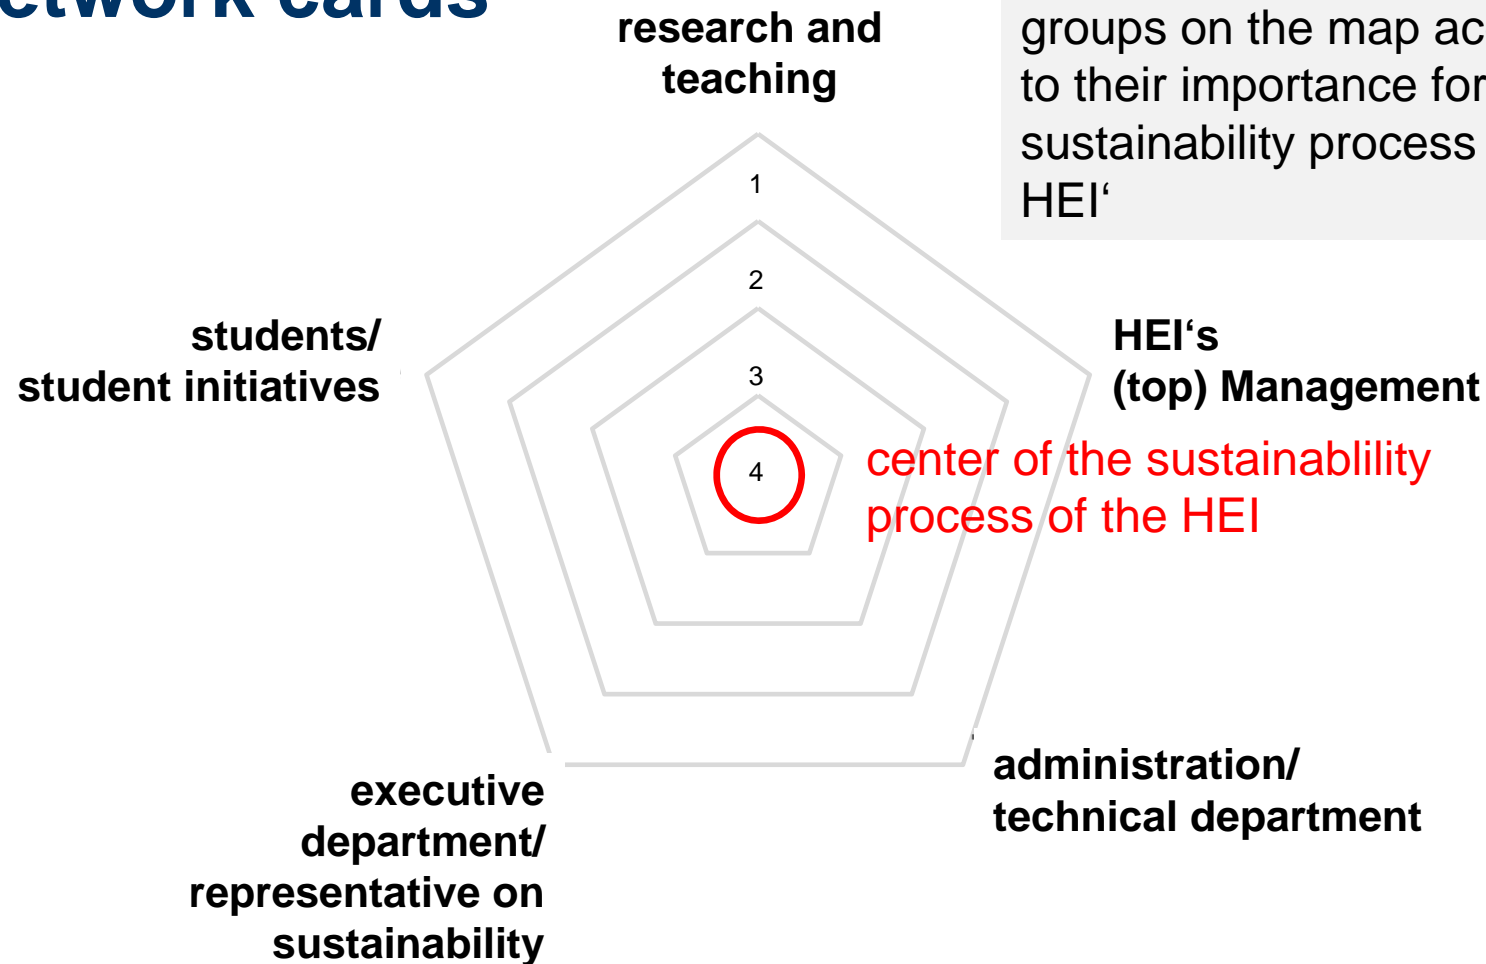 etwork cards
research and
teaching
groups on the map ac
to their importance for
sustainability process
HEI‘
1
2
3
4
students/
student initiatives
HEI‘s
(top) Management
center of the sustainablility
process of the HEI
administration/
technical department
executive
department/
representative on
sustainability